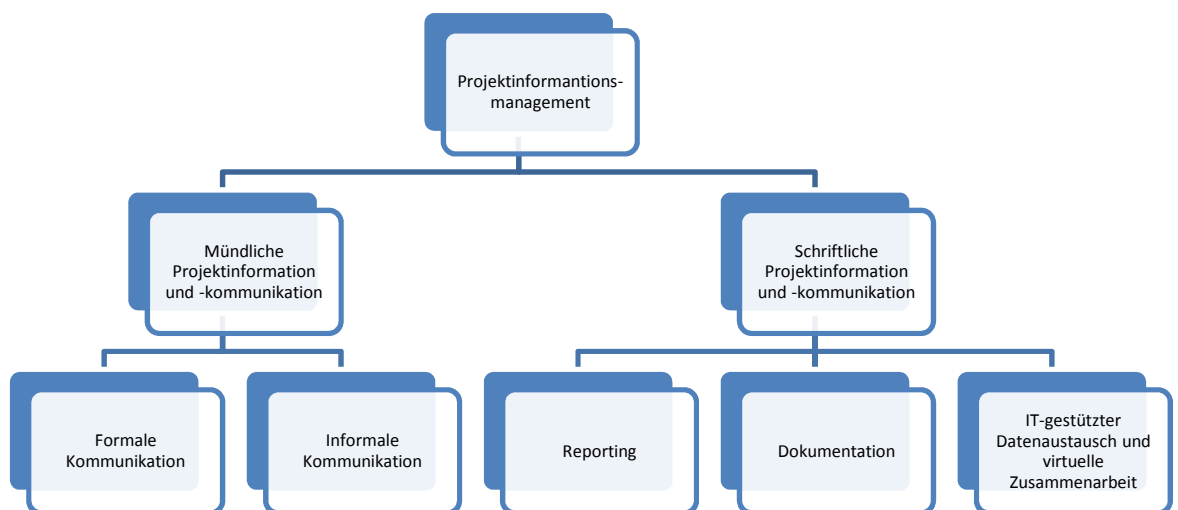 Projektinformantions-
management
Mündliche
Projektinformation
und -kommunikation
Schriftliche
Projektinformation
und -kommunikation
Formale
Kommunikation
Informale
Kommunikation
Reporting
Dokumentation
IT-gestützter
Datenaustausch und
virtuelle
Zusammenarbeit